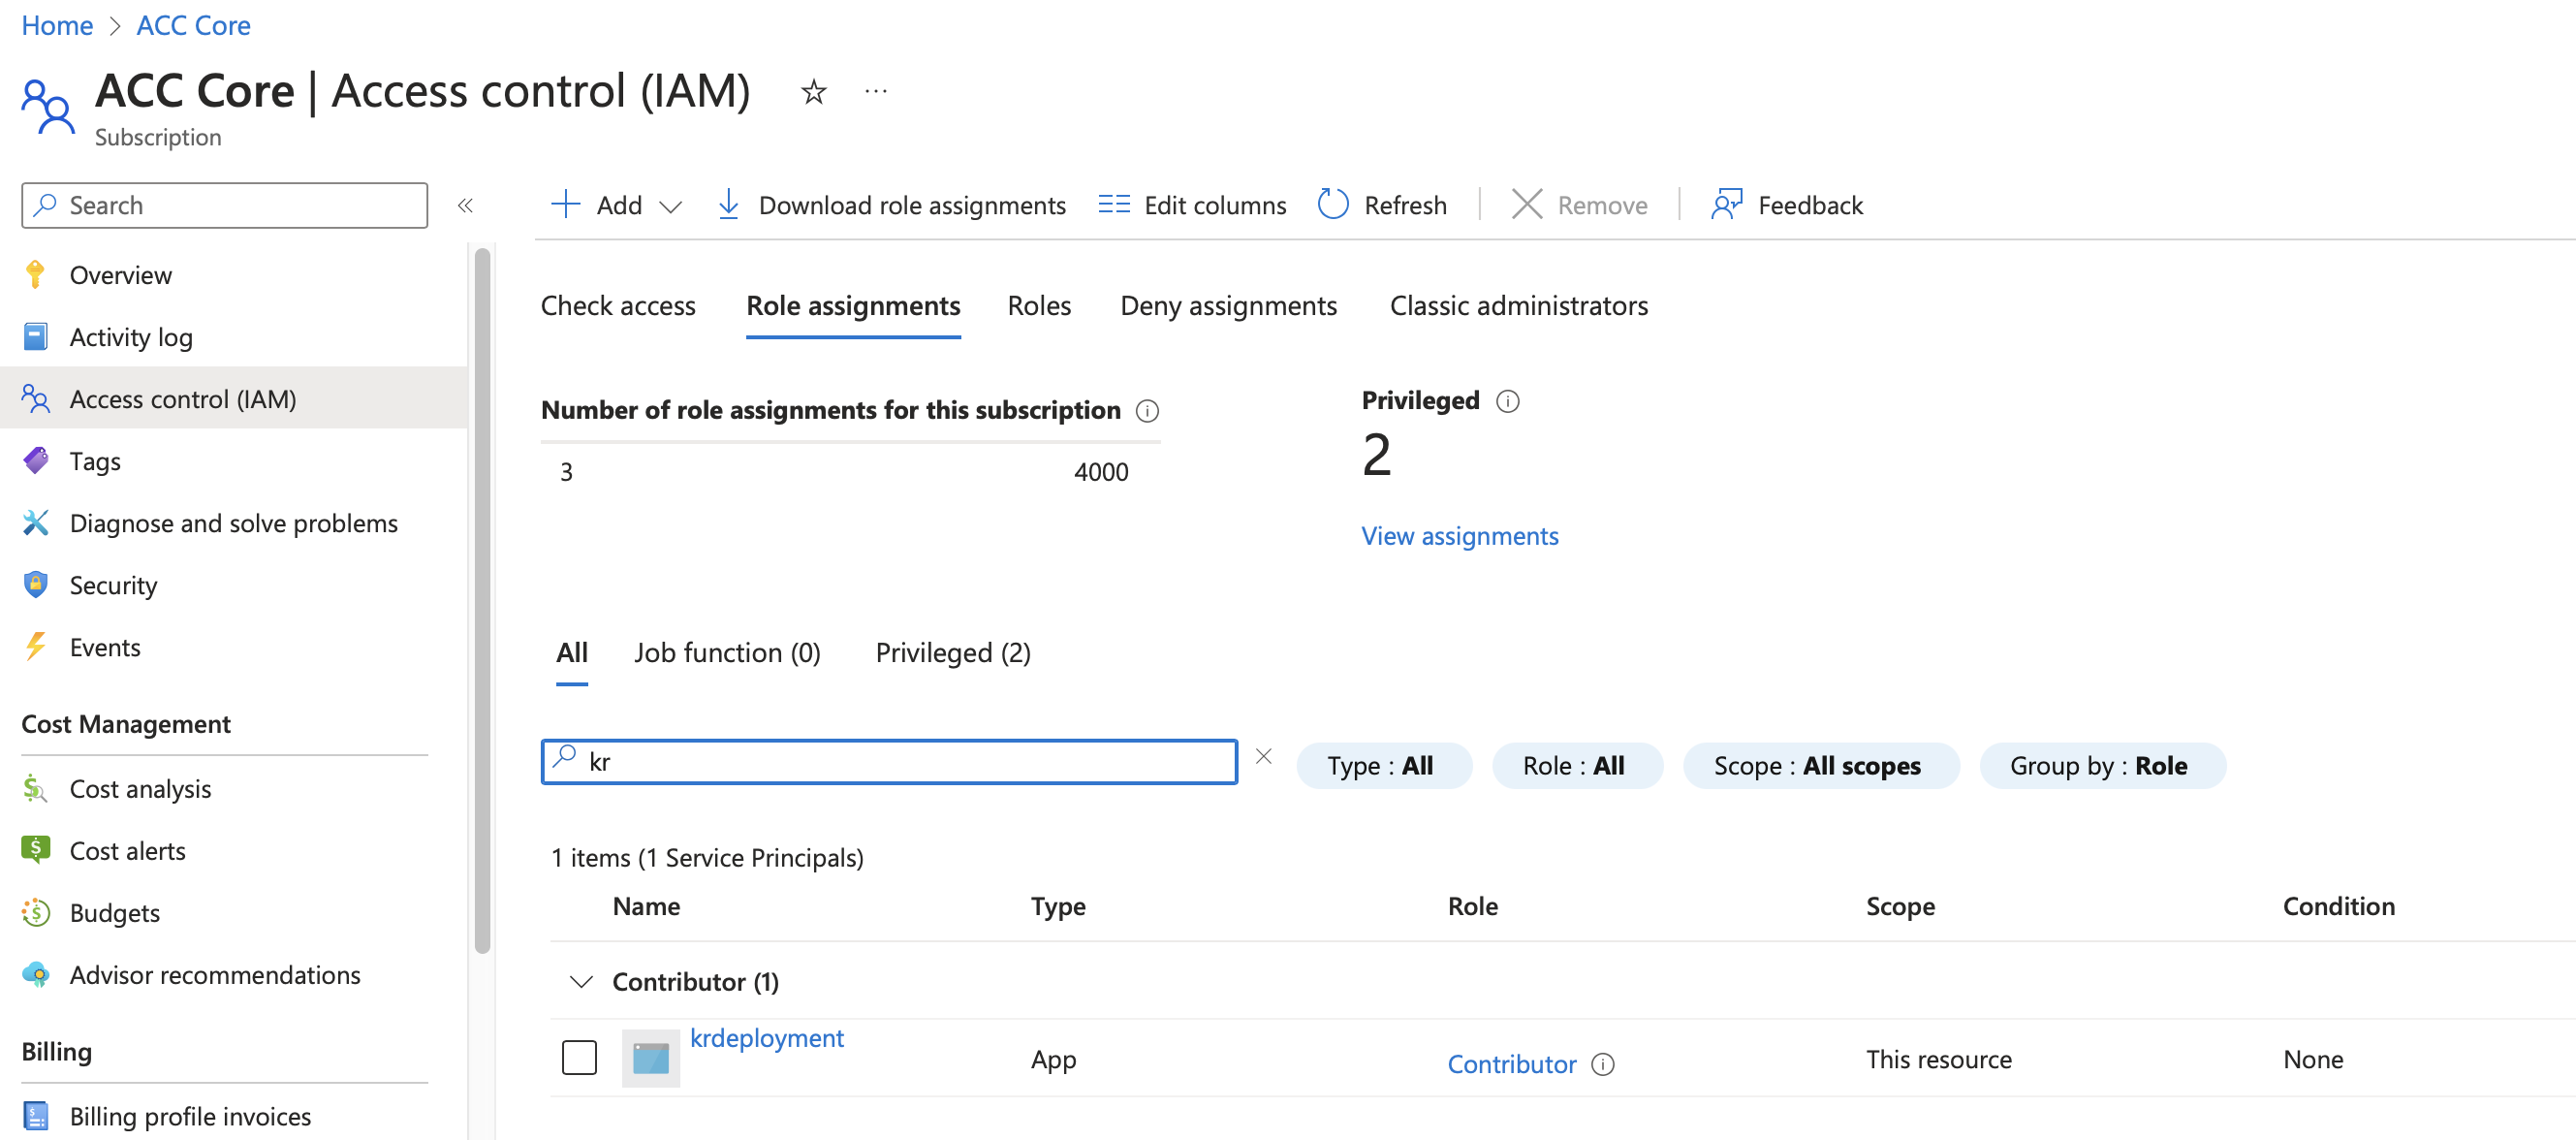 Home > ACC Core
ACC Core | Access control (IAM) ☆ ···
Subscription
Search «
Overview
Activity log
Access control (IAM)
Tags
Diagnose and solve problems
Security
Events
Cost Management
Cost analysis
Cost alerts
Budgets
Advisor recommendations
Billing
Billing profile invoices
Add Download role assignments Edit columns Refresh Remove Feedback
Check access Role assignments Roles Deny assignments Classic administrators
Number of role assignments for this subscription
3 4000
Privileged
2
View assignments
All Job function (0) Privileged (2)
kr
Type : All Role : All Scope : All scopes Group by : Role
1 items (1 Service Principals)
Name Type Role Scope Condition
Contributor (1)
krdeployment App Contributor This resource None